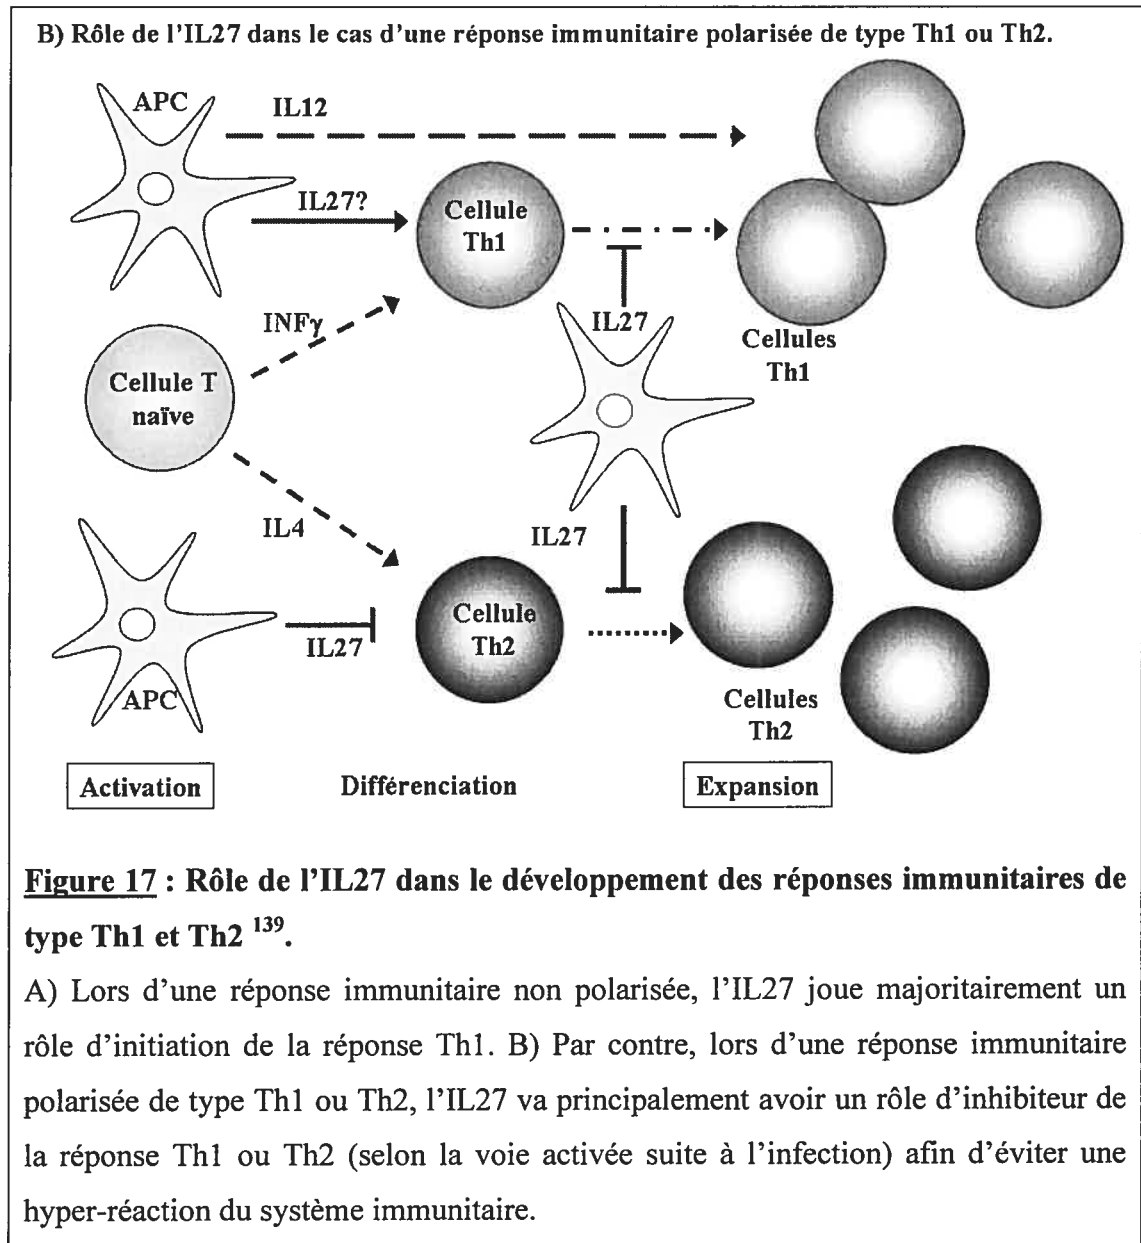 B) Rôle de l'IL27 dans le cas d'une réponse immunitaire polarisée de type Th1 ou Th2.
APC
IL12
IL27?
Cellule
Th1
INFγ
IL27
Cellules
Th1
Cellule T
naïve
IL4
IL27
Cellule
Th2
IL27
APC
Cellules
Th2
Activation
Différenciation
Expansion
Figure 17 : Rôle de l'IL27 dans le développement des réponses immunitaires de
type Th1 et Th2 139.
A) Lors d'une réponse immunitaire non polarisée, l'IL27 joue majoritairement un
rôle d'initiation de la réponse Th1. B) Par contre, lors d'une réponse immunitaire
polarisée de type Th1 ou Th2, l'IL27 va principalement avoir un rôle d'inhibiteur de
la réponse Th1 ou Th2 (selon la voie activée suite à l'infection) afin d'éviter une
hyper-réaction du système immunitaire.